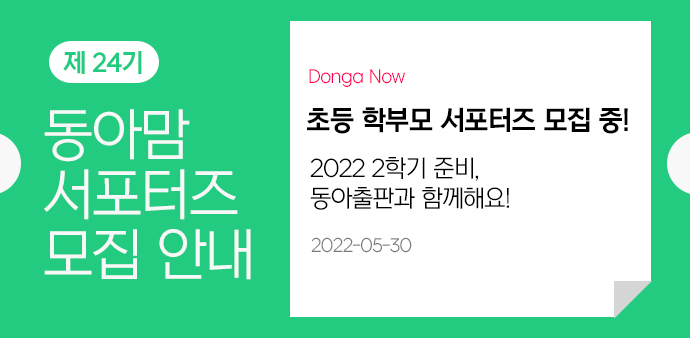 제 24기
동아맘
서포터즈
모집 안내
Donga Now
초등 학부모 서포터즈 모집 중!
2022 2학기 준비,
동아출판과 함께해요!
2022-05-30